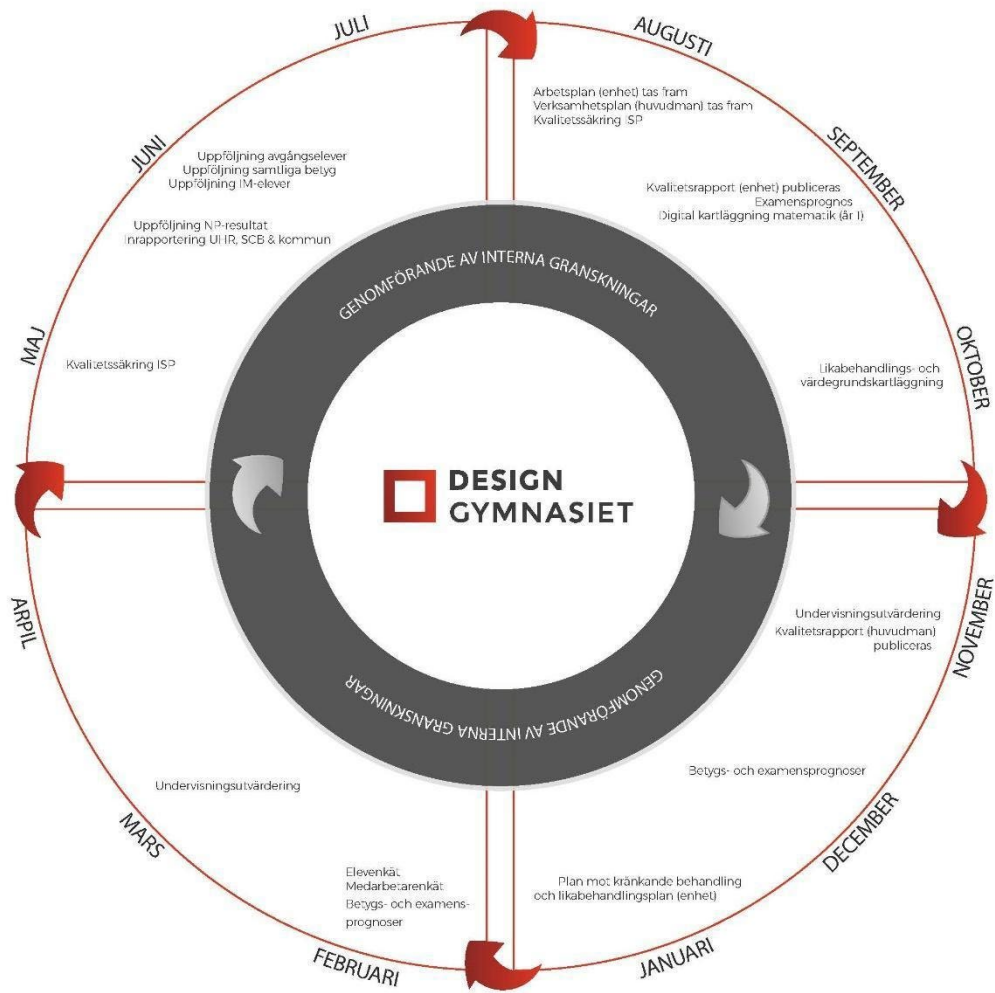 JULI
AUGUSTI
Arbetsplan (enhet) tas fram
Verksamhetsplan (huvudman) tas fram
Kvalitetssäkring ISP
SEPTEMBER
Kvalitetsrapport (enhet) publiceras
Examensprognos
Digital kartläggning matematik (år I)
OKTOBER
Likabehandlings- och
värdegrundskartläggning
NOVEMBER
Undervisningsutvärdering
Kvalitetsrapport (huvudman)
publiceras
DECEMBER
Betygs- och examensprognoser
JANUARI
Plan mot kränkande behandling
och likabehandlingsplan (enhet)
FEBRUARI
Elevenkät
Medarbetarenkät
Betygs- och examens-
prognoser
MARS
Undervisningsutvärdering
ARPIL
MAJ
Kvalitetssäkring ISP
JUNI
Uppföljning avgångselever
Uppföljning samtliga betyg
Uppföljning IM-elever
Uppföljning NP-resultat
Inrapportering UHR, SCB & kommun
GENOMFÖRANDE AV INTERNA GRANSKNINGAR
DESIGN
GYMNASIET
GENOMFÖRANDE AV INTERNA GRANSKNINGAR